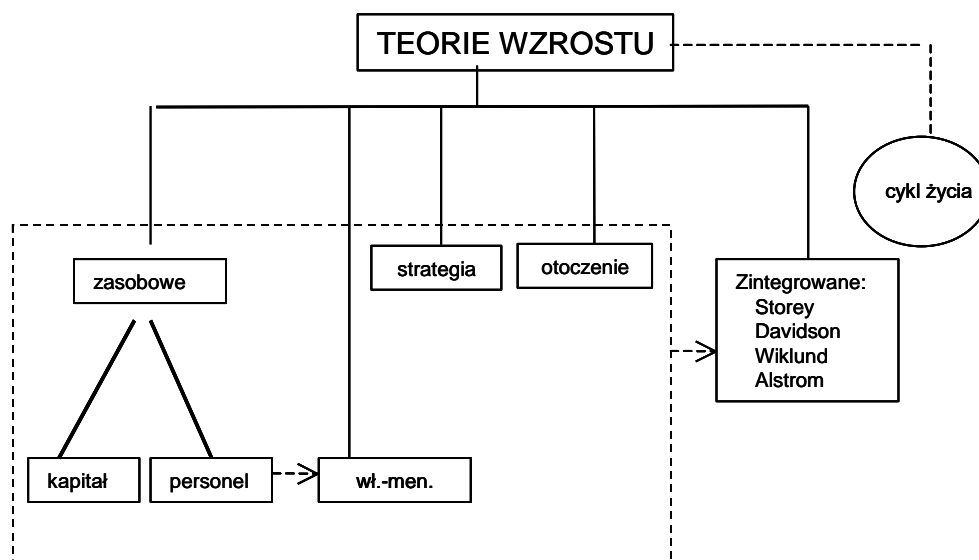 TEORIE WZROSTU
cykl życia
strategia
otoczenie
zasobowe
Zintegrowane:
Storey
Davidson
Wiklund
Alstrom
kapitał
personel
wł.-men.